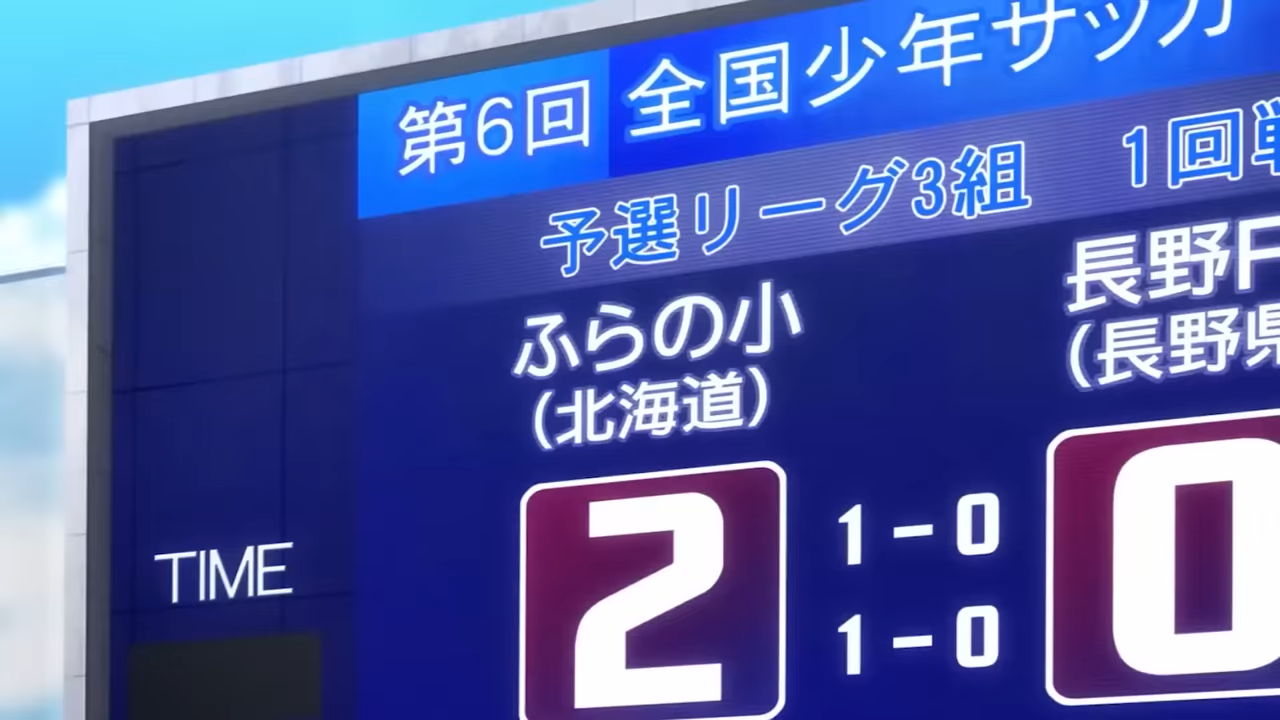 第6回 全国少年サッカ
予選リーグ3組 1回戦
ふらの小
(北海道)
長野F
(長野県
2
1-0
1-0
0
TIME